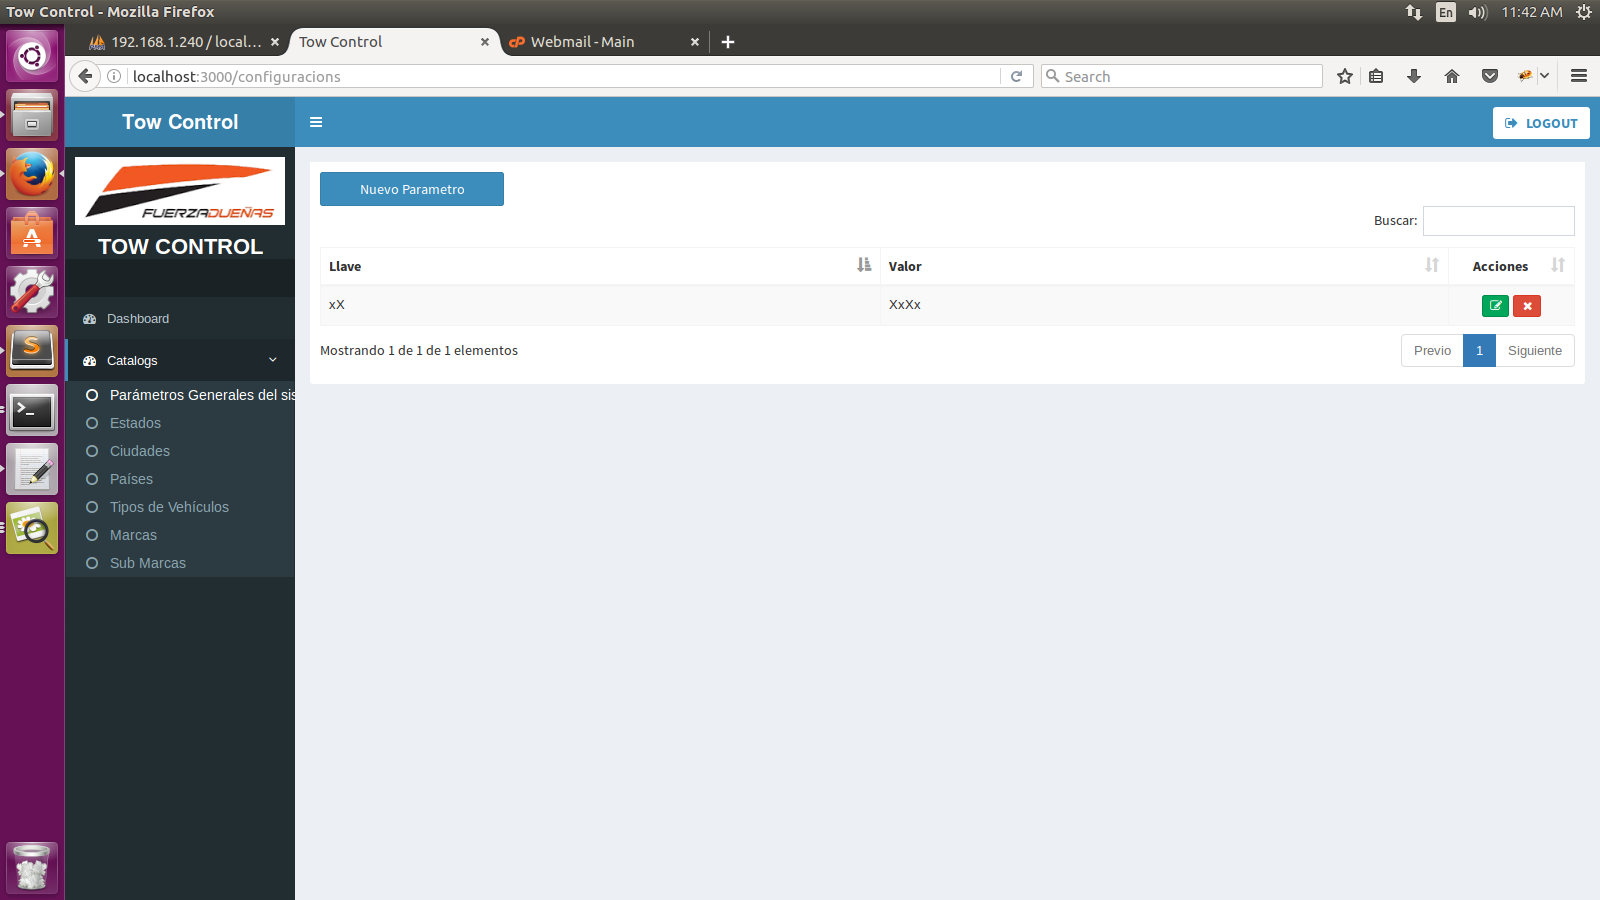 Tow Control - Mozilla Firefox
En
11:42 AM
192.168.1.240 / local...
Tow Control
Webmail - Main
localhost:3000/configuracions
Search
Tow Control
LOGOUT
FUERZADUEÑAS
TOW CONTROL
Dashboard
Catalogs
Parámetros Generales del sis
Estados
Ciudades
Países
Tipos de Vehículos
Marcas
Sub Marcas
Nuevo Parametro
Buscar:
Llave
Valor
Acciones
xX
XxXx
Mostrando 1 de 1 de 1 elementos
Previo
1
Siguiente